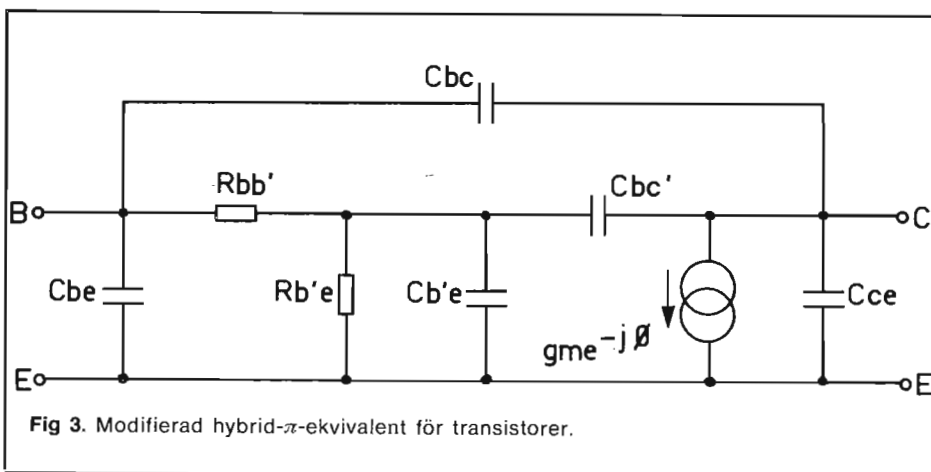 Cbc
Rbb'
Cbc'
B
C
Cbe
Rb'e
Cb'e
gme^-jø
Cce
E
E
Fig 3. Modifierad hybrid-π-ekvivalent för transistorer.